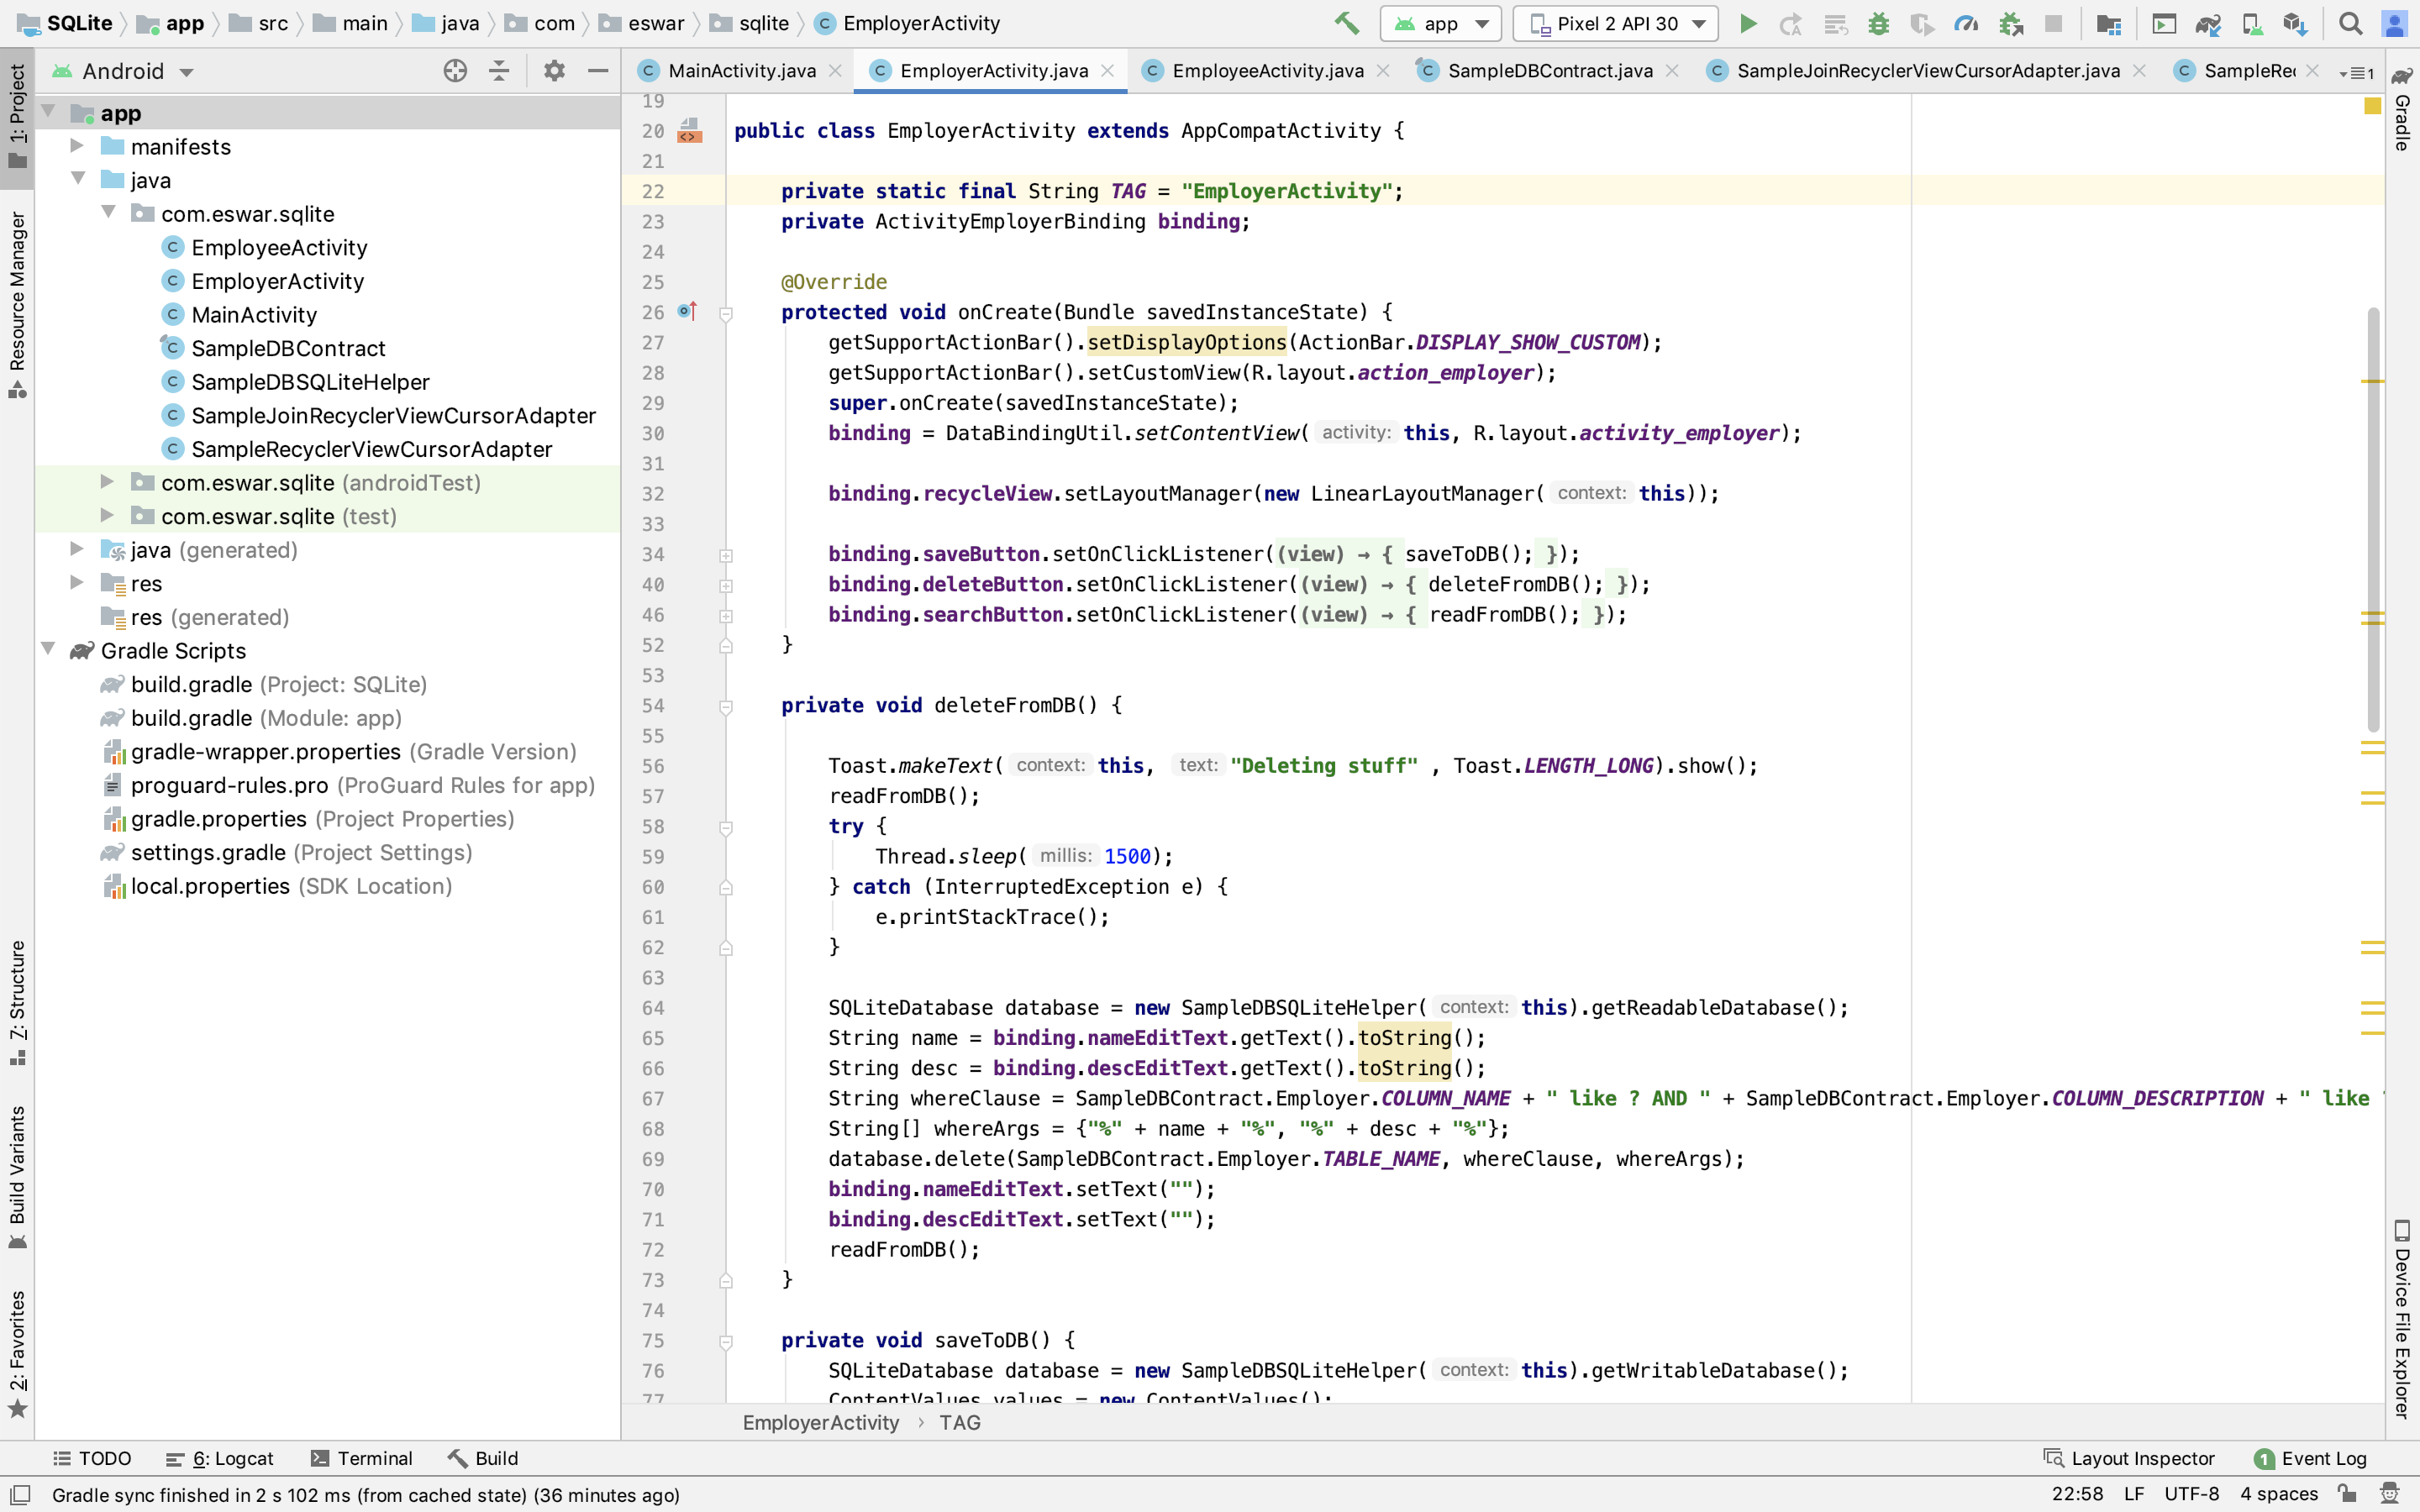 SQLite app src main java com eswar sqlite EmployerActivity app Pixel 2 API 30
Android
MainActivity.java EmployerActivity.java EmployeeActivity.java SampleDBContract.java SampleJoinRecyclerViewCursorAdapter.java SampleRec 1
1: Project
Resource Manager
7: Structure
Build Variants
2: Favorites
app
manifests
java
com.eswar.sqlite
EmployeeActivity
EmployerActivity
MainActivity
SampleDBContract
SampleDBSQLiteHelper
SampleJoinRecyclerViewCursorAdapter
SampleRecyclerViewCursorAdapter
com.eswar.sqlite (androidTest)
com.eswar.sqlite (test)
java (generated)
res
res (generated)
Gradle Scripts
build.gradle (Project: SQLite)
build.gradle (Module: app)
gradle-wrapper.properties (Gradle Version)
proguard-rules.pro (ProGuard Rules for app)
gradle.properties (Project Properties)
settings.gradle (Project Settings)
local.properties (SDK Location)
19
20 public class EmployerActivity extends AppCompatActivity {
21
22 private static final String TAG = "EmployerActivity";
23 private ActivityEmployerBinding binding;
24
25 @Override
26 protected void onCreate(Bundle savedInstanceState) {
27 getSupportActionBar().setDisplayOptions(ActionBar.DISPLAY_SHOW_CUSTOM);
28 getSupportActionBar().setCustomView(R.layout.action_employer);
29 super.onCreate(savedInstanceState);
30 binding = DataBindingUtil.setContentView( activity: this, R.layout.activity_employer);
31
32 binding.recycleView.setLayoutManager(new LinearLayoutManager( context: this));
33
34 binding.saveButton.setOnClickListener((view) → { saveToDB(); });
40 binding.deleteButton.setOnClickListener((view) → { deleteFromDB(); });
46 binding.searchButton.setOnClickListener((view) → { readFromDB(); });
52 }
53
54 private void deleteFromDB() {
55
56 Toast.makeText( context: this, text: "Deleting stuff" , Toast.LENGTH_LONG).show();
57 readFromDB();
58 try {
59 Thread.sleep( millis: 1500);
60 } catch (InterruptedException e) {
61 e.printStackTrace();
62 }
63
64 SQLiteDatabase database = new SampleDBSQLiteHelper( context: this).getReadableDatabase();
65 String name = binding.nameEditText.getText().toString();
66 String desc = binding.descEditText.getText().toString();
67 String whereClause = SampleDBContract.Employer.COLUMN_NAME + " like ? AND " + SampleDBContract.Employer.COLUMN_DESCRIPTION + " like
68 String[] whereArgs = {"%" + name + "%", "%" + desc + "%"};
69 database.delete(SampleDBContract.Employer.TABLE_NAME, whereClause, whereArgs);
70 binding.nameEditText.setText("");
71 binding.descEditText.setText("");
72 readFromDB();
73 }
74
75 private void saveToDB() {
76 SQLiteDatabase database = new SampleDBSQLiteHelper( context: this).getWritableDatabase();
77 ContentValues values = new ContentValues();
EmployerActivity › TAG
Gradle
Device File Explorer
TODO 6: Logcat Terminal Build Layout Inspector 1 Event Log
Gradle sync finished in 2 s 102 ms (from cached state) (36 minutes ago) 22:58 LF UTF-8 4 spaces